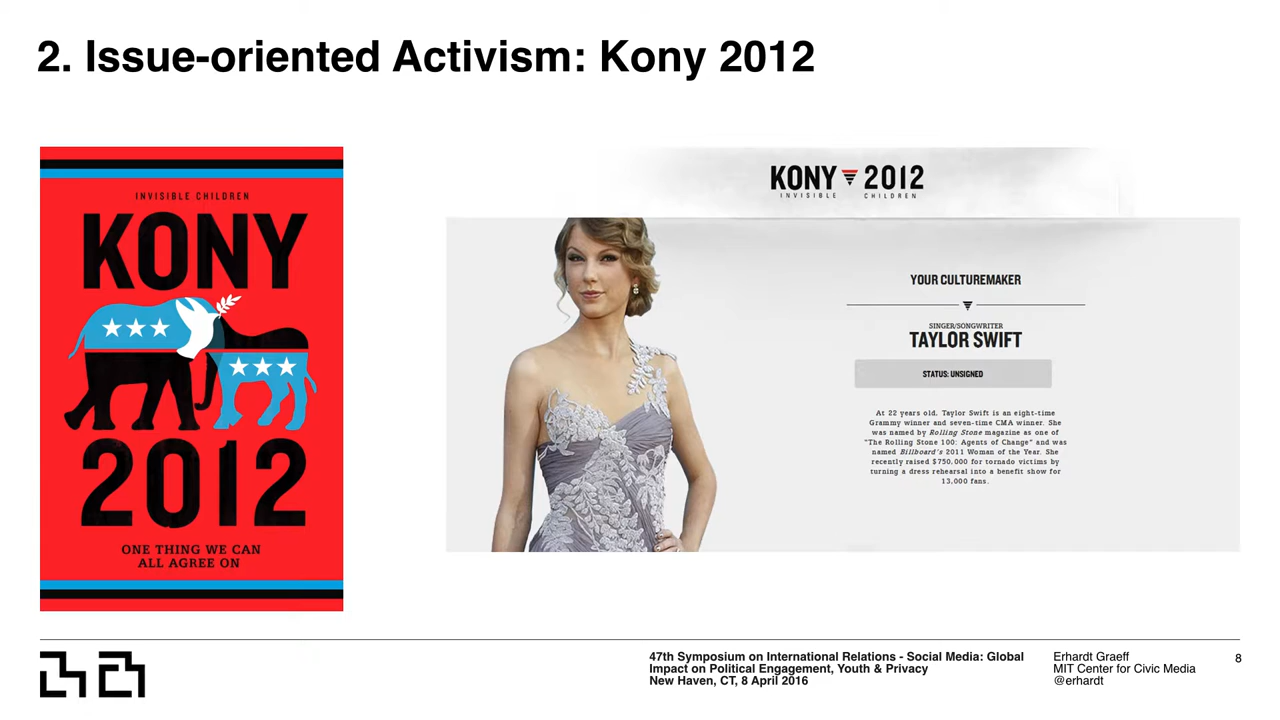 2. Issue-oriented Activism: Kony 2012
INVISIBLE CHILDREN
KONY
2012
ONE THING WE CAN
ALL AGREE ON
KONY 2012
INVISIBLE CHILDREN
YOUR CULTUREMAKER
SINGER/SONGWRITER
TAYLOR SWIFT
STATUS: UNSIGNED
At 22 years old, Taylor Swift is an eight-time
Grammy winner and seven-time CMA winner. She
was named by Rolling Stone magazine as one of
"The Rolling Stone 100: Agents of Change" and was
named Billboard's 2011 Woman of the Year. She
recently raised $750,000 for tornado victims by
turning a dress rehearsal into a benefit show for
13,000 fans.
47th Symposium on International Relations - Social Media: Global
Impact on Political Engagement, Youth & Privacy
New Haven, CT, 8 April 2016
Erhardt Graeff
MIT Center for Civic Media
@erhardt
8